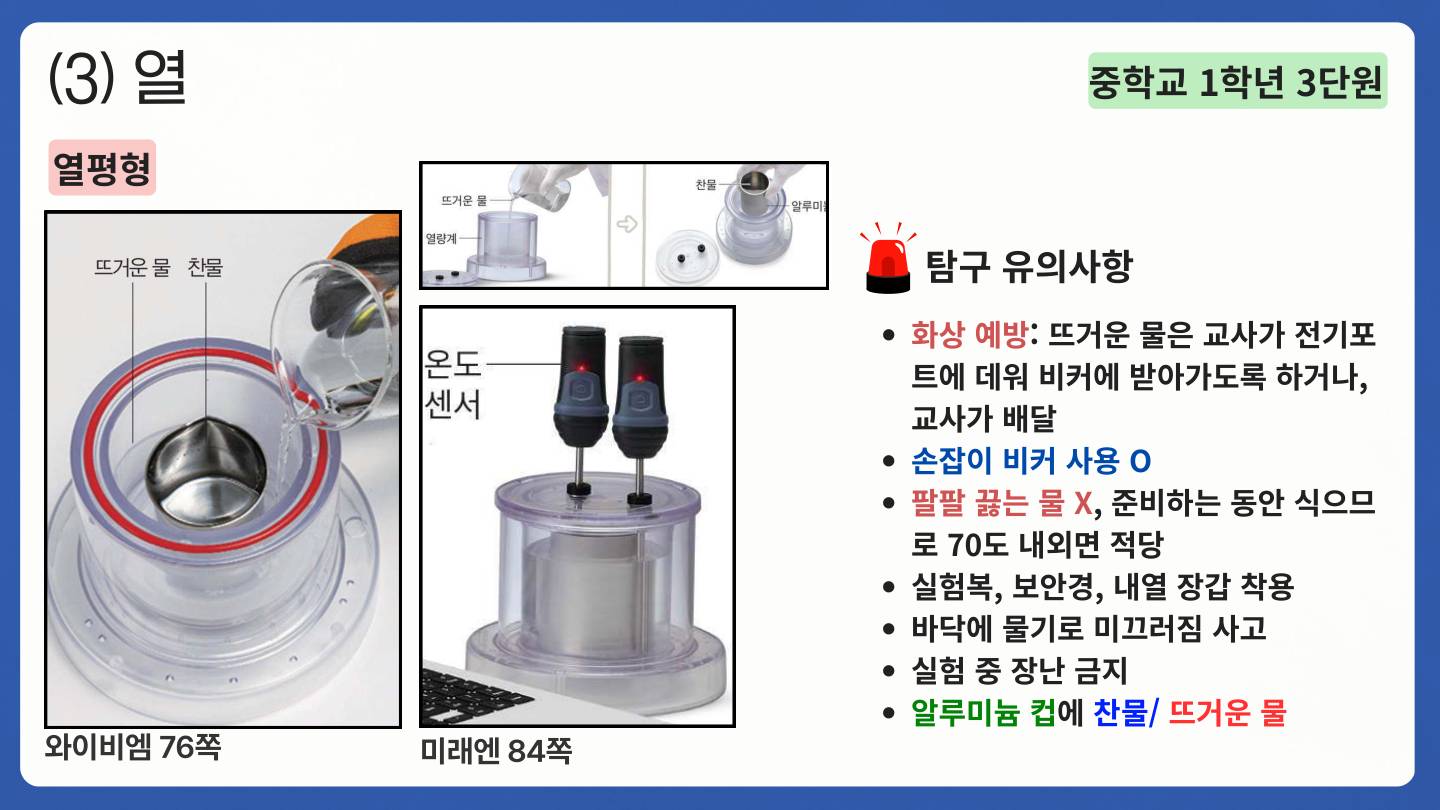 (3) 열
중학교 1학년 3단원
열평형
뜨거운 물 찬물
와이비엠 76쪽
뜨거운 물
열량계
찬물
알루미
온도
센서
미래엔 84쪽
탐구 유의사항
• 화상 예방: 뜨거운 물은 교사가 전기포
트에 데워 비커에 받아가도록 하거나,
교사가 배달
• 손잡이 비커 사용 O
• 팔팔 끓는 물 X, 준비하는 동안 식으므
로 70도 내외면 적당
• 실험복, 보안경, 내열 장갑 착용
• 바닥에 물기로 미끄러짐 사고
• 실험 중 장난 금지
• 알루미늄 컵에 찬물/ 뜨거운 물